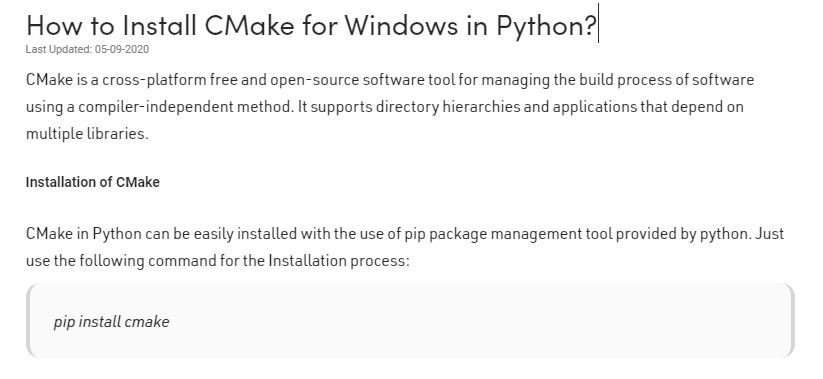 How to Install CMake for Windows in Python?
Last Updated: 05-09-2020
CMake is a cross-platform free and open-source software tool for managing the build process of software
using a compiler-independent method. It supports directory hierarchies and applications that depend on
multiple libraries.
Installation of CMake
CMake in Python can be easily installed with the use of pip package management tool provided by python. Just
use the following command for the Installation process:
pip install cmake